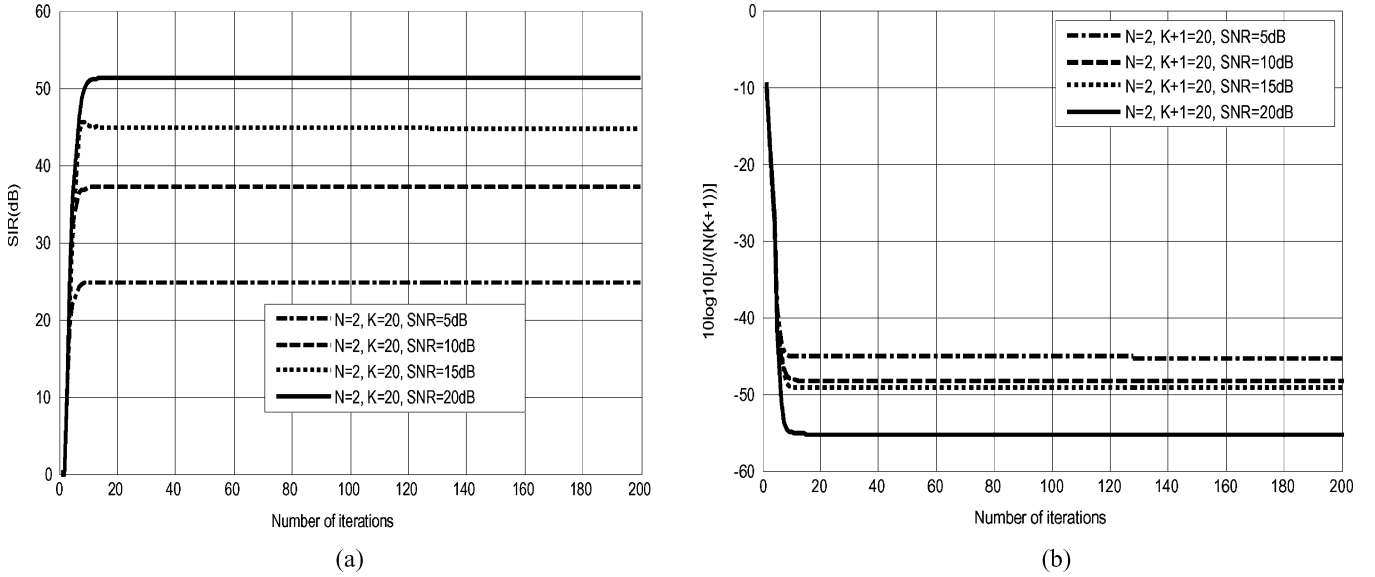 60
50
40
30
20
10
0
SIR(dB)
N=2, K=20, SNR=5dB
N=2, K=20, SNR=10dB
N=2, K=20, SNR=15dB
N=2, K=20, SNR=20dB
0 20 40 60 80 100 120 140 160 180 200
Number of iterations
(a)
0
-10
-20
-30
-40
-50
-60
10log10[J/(N(K+1))]
N=2, K+1=20, SNR=5dB
N=2, K+1=20, SNR=10dB
N=2, K+1=20, SNR=15dB
N=2, K+1=20, SNR=20dB
0 20 40 60 80 100 120 140 160 180 200
Number of iterations
(b)